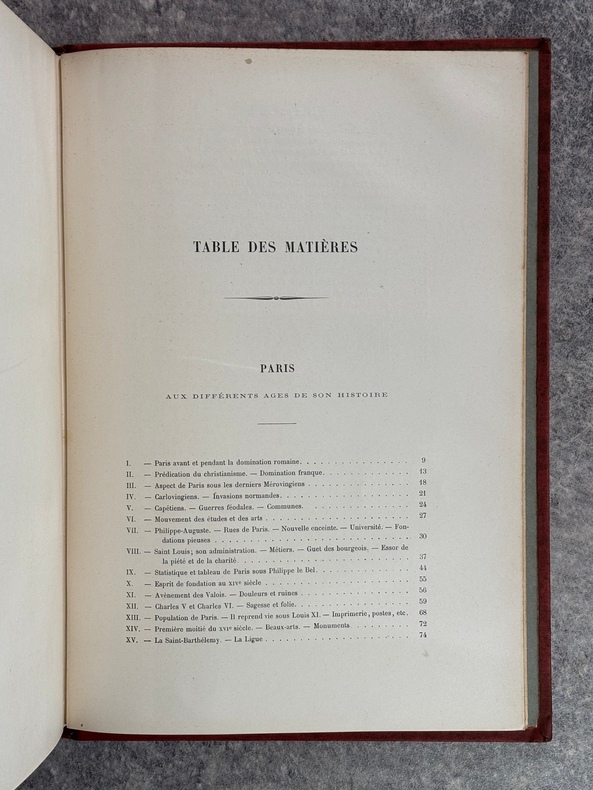 TABLE DES MATIÈRES
PARIS
AUX DIFFÉRENTS AGES DE SON HISTOIRE
I. — Paris avant et pendant la domination romaine. . . . . . . . . . . . . . . . 9
II. — Prédication du christianisme. — Domination franque. . . . . . . . . . . . . 13
III. — Aspect de Paris sous les derniers Mérovingiens . . . . . . . . . . . . . . . 18
IV. — Carlovingiens. — Invasions normandes. . . . . . . . . . . . . . . . . . . 21
V. — Capétiens. — Guerres féodales. — Communes. . . . . . . . . . . . . . . . 24
VI. — Mouvement des études et des arts . . . . . . . . . . . . . . . . . . . . . 27
VII. — Philippe-Auguste. — Rues de Paris. — Nouvelle enceinte. — Université. — Fon-
dations pieuses . . . . . . . . . . . . . . . . . . . . . . . . . . . . 30
VIII. — Saint Louis; son administration. — Métiers. — Guet des bourgeois. — Essor de
la piété et de la charité . . . . . . . . . . . . . . . . . . . . . . . . . 37
IX. — Statistique et tableau de Paris sous Philippe le Bel. . . . . . . . . . . . . . 44
X. — Esprit de fondation au XIVe siècle . . . . . . . . . . . . . . . . . . . . . 55
XI. — Avénement des Valois. — Douleurs et ruines . . . . . . . . . . . . . . . . 56
XII. — Charles V et Charles VI. — Sagesse et folie. . . . . . . . . . . . . . . . . 59
XIII. — Population de Paris. — Il reprend vie sous Louis XI. — Imprimerie, postes, etc. 68
XIV. — Première moitié du XVIe siècle. — Beaux-arts. — Monuments . . . . . . . . 72
XV. — La Saint-Barthélemy. — La Ligue . . . . . . . . . . . . . . . . . . . . . 74